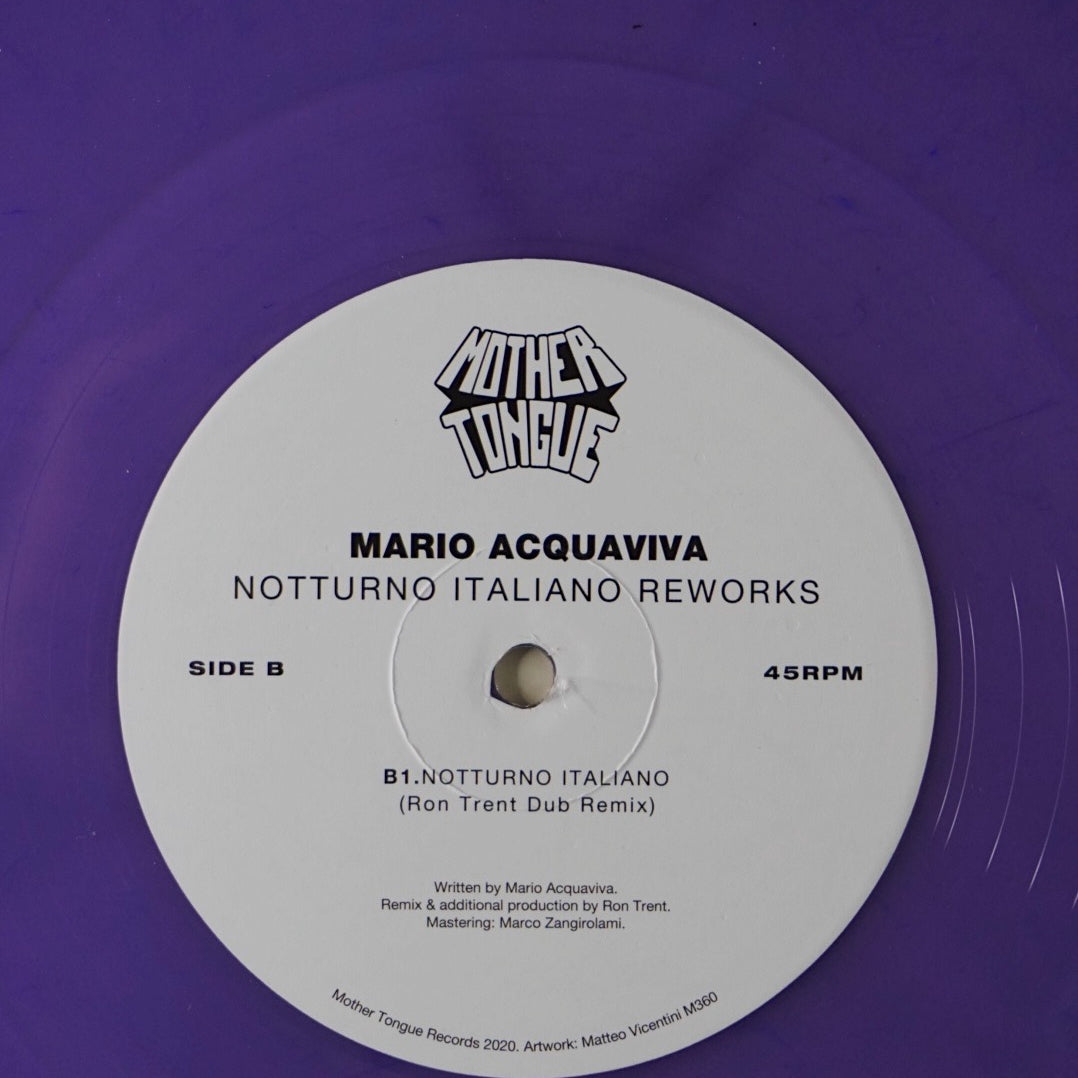 MOTHER
TONGUE
MARIO ACQUAVIVA
NOTTURNO ITALIANO REWORKS
SIDE B
45RPM
B1.NOTTURNO ITALIANO
(Ron Trent Dub Remix)
Written by Mario Acquaviva.
Remix & additional production by Ron Trent.
Mastering: Marco Zangirolami.
Mother Tongue Records 2020. Artwork: Matteo Vicentini M360